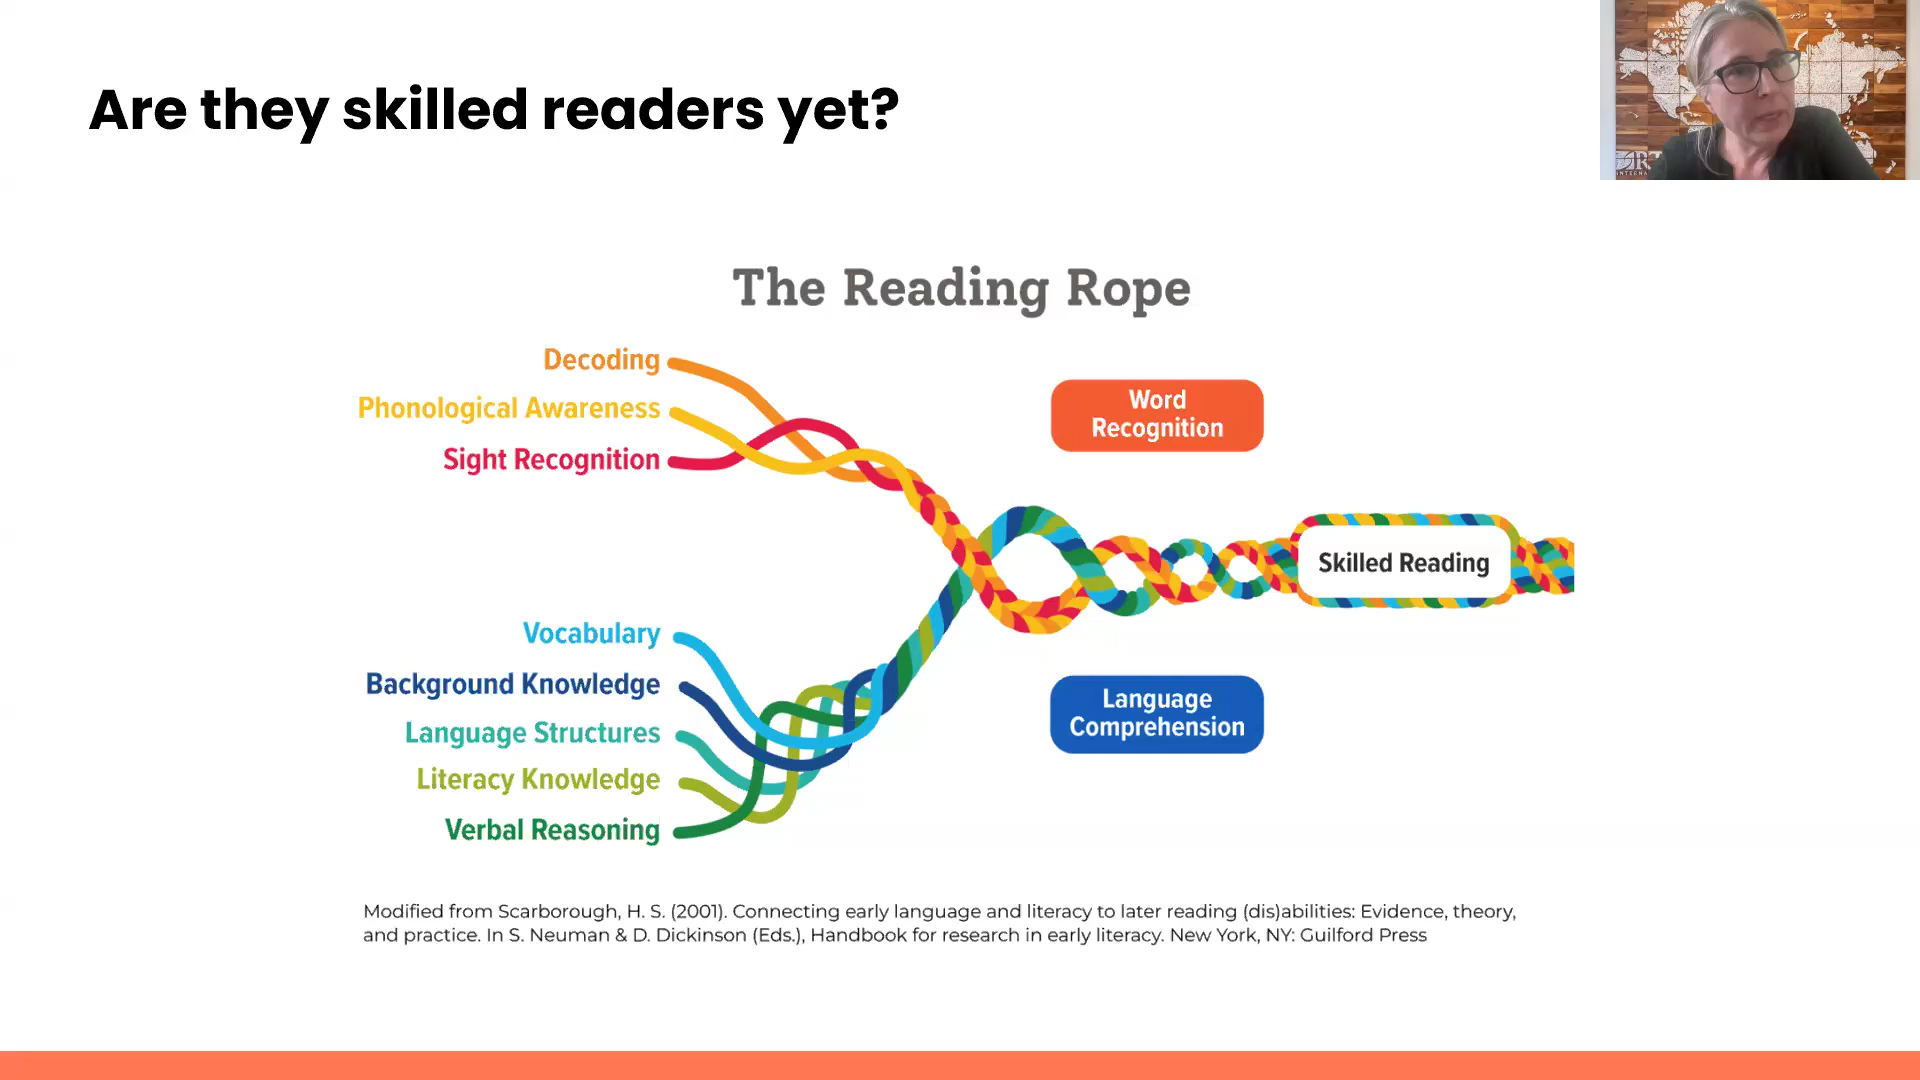 Are they skilled readers yet?
The Reading Rope
Decoding
Phonological Awareness
Sight Recognition
Word
Recognition
Skilled Reading
Vocabulary
Background Knowledge
Language Structures
Literacy Knowledge
Verbal Reasoning
Language
Comprehension
Modified from Scarborough, H. S. (2001). Connecting early language and literacy to later reading (dis)abilities: Evidence, theory,
and practice. In S. Neuman & D. Dickinson (Eds.), Handbook for research in early literacy. New York, NY: Guilford Press